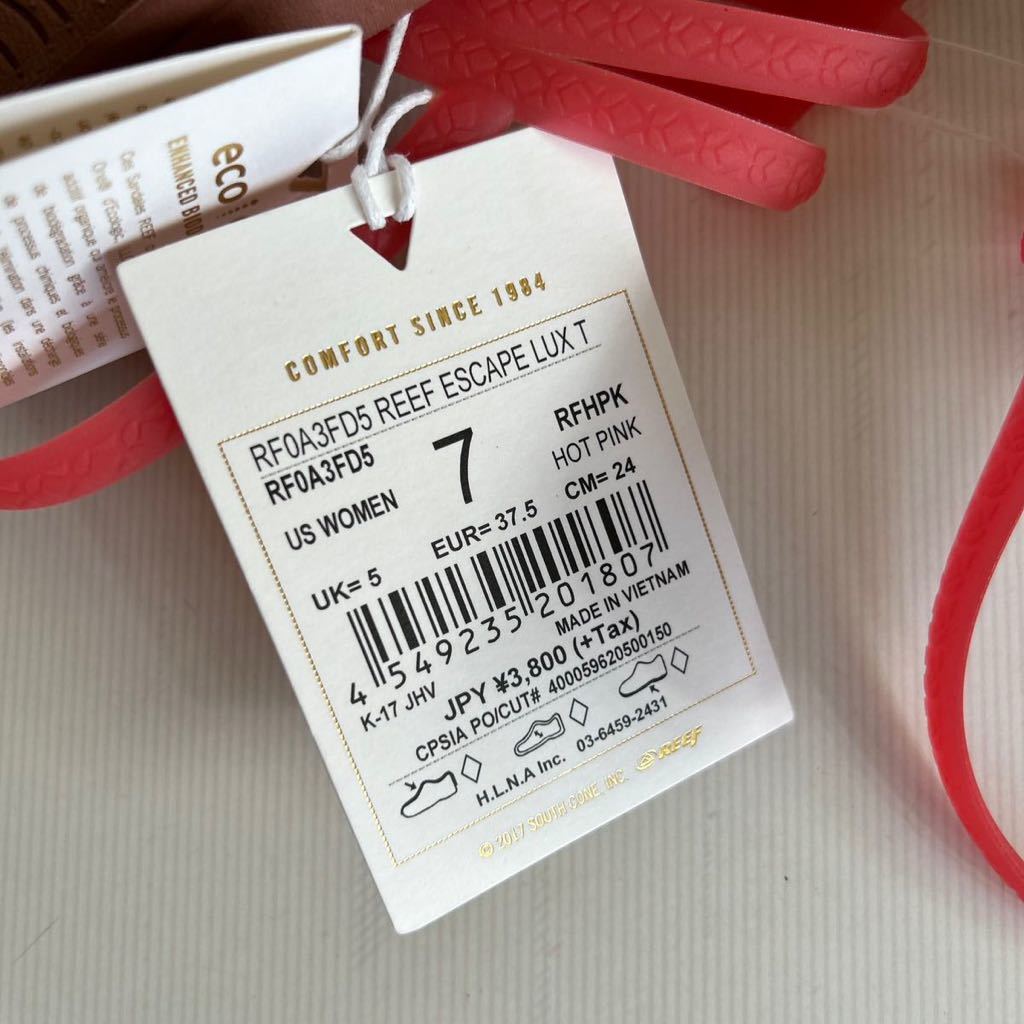 eco
ENHANCED BIOD
COMFORT SINCE 1984
RF0A3FD5 REEF ESCAPE LUX T
RF0A3FD5
7
RFHPK
US WOMEN
HOT PINK
UK= 5
EUR= 37.5
CM= 24
4 549235 201807
K-17 JHV
MADE IN VIETNAM
JPY ¥3,800 (+Tax)
CPSIA PO/CUT# 400059620500150
H.L.N.A Inc.
03-6459-2431
© 2017 SOUTH CONE, INC.
REEF